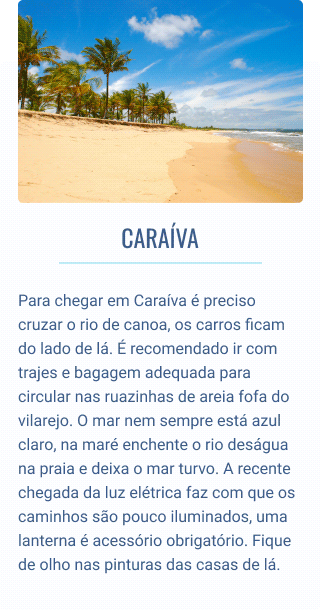 CARAÍVA
Para chegar em Caraíva é preciso
cruzar o rio de canoa, os carros ficam
do lado de lá. É recomendado ir com
trajes e bagagem adequada para
circular nas ruazinhas de areia fofa do
vilarejo. O mar nem sempre está azul
claro, na maré enchente o rio deságua
na praia e deixa o mar turvo. A recente
chegada da luz elétrica faz com que os
caminhos são pouco iluminados, uma
lanterna é acessório obrigatório. Fique
de olho nas pinturas das casas de lá.